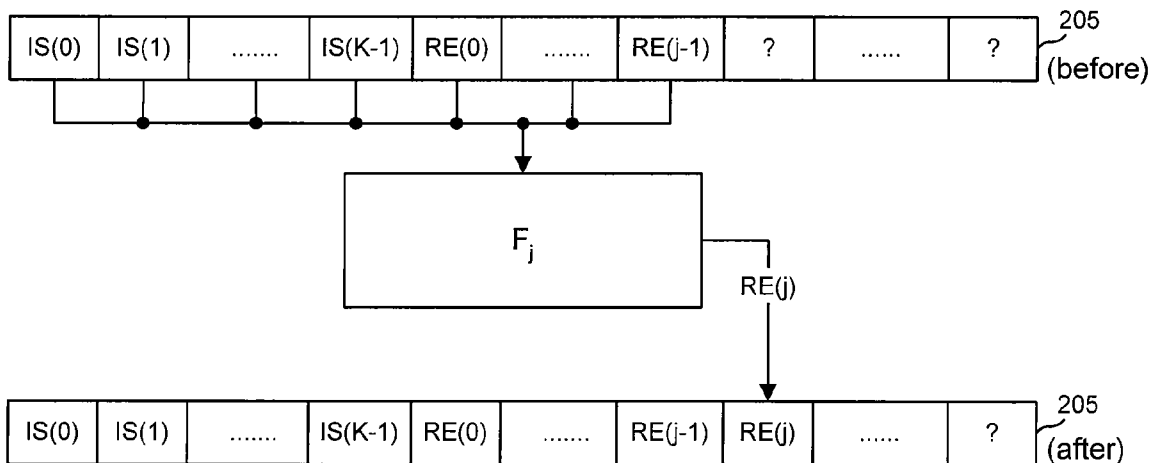 IS(0) IS(1) ....... IS(K-1) RE(0) ....... RE(j-1) ? ...... ? 205
(before)
Fj
RE(j)
IS(0) IS(1) ....... IS(K-1) RE(0) ....... RE(j-1) RE(j) ...... ? 205
(after)